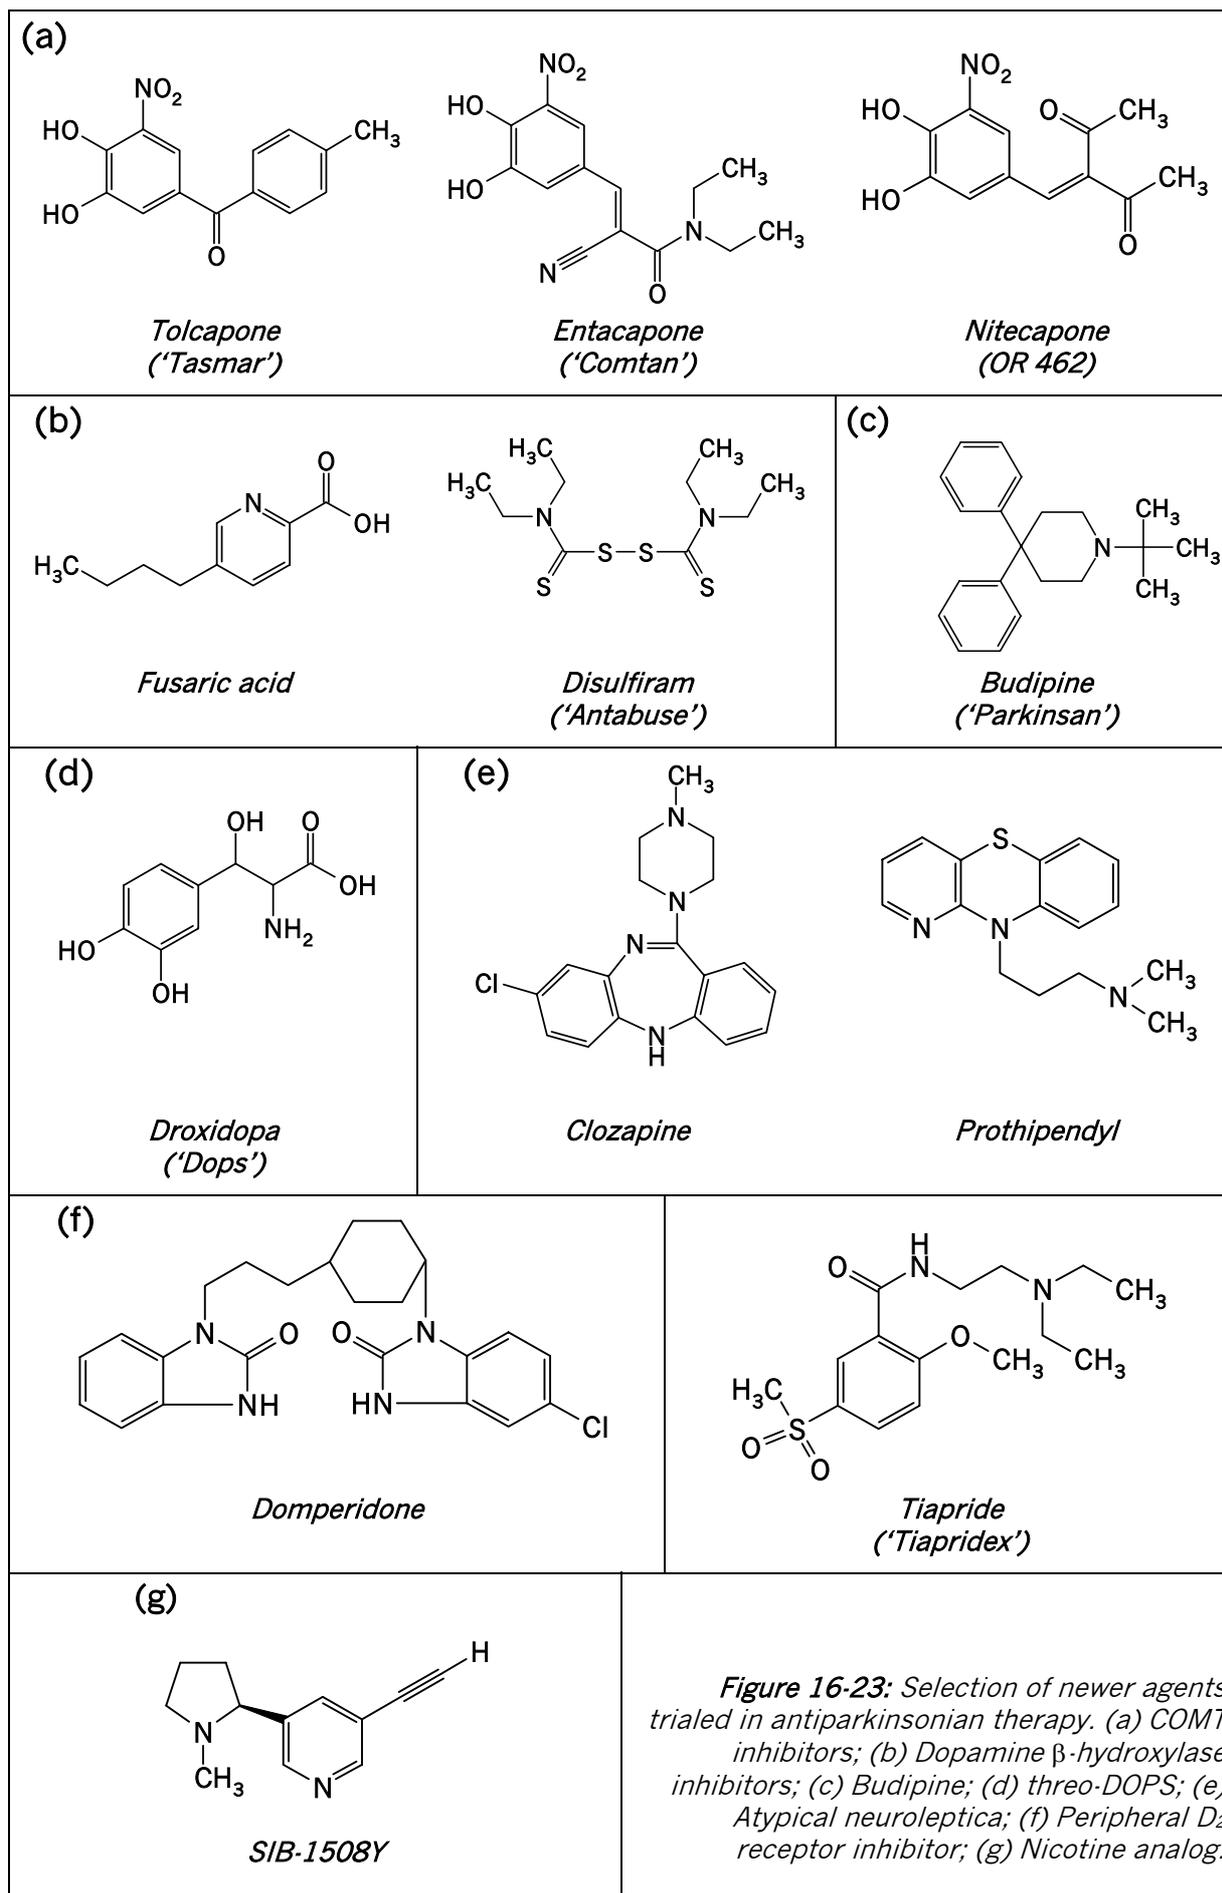 (a)
NO₂
HO
HO
O
CH₃
Tolcapone
('Tasmar')
NO₂
HO
HO
N
O
N
CH₃
CH₃
Entacapone
('Comtan')
NO₂
HO
HO
O
CH₃
CH₃
O
Nitecapone
(OR 462)
(b)
O
N
OH
H₃C
Fusaric acid
H₃C
H₃C
N
S
S
S
S
N
CH₃
CH₃
Disulfiram
('Antabuse')
(c)
N
CH₃
CH₃
CH₃
Budipine
('Parkinsan')
(d)
OH
O
OH
NH₂
HO
OH
Droxidopa
('Dops')
(e)
CH₃
N
N
N
Cl
N
H
Clozapine
S
N
N
N
CH₃
CH₃
Prothipendyl
(f)
N
O
NH
O
N
HN
Cl
Domperidone
H
N
O
N
CH₃
CH₃
O
CH₃
H₃C
S
O
O
Tiapride
('Tiapridex')
(g)
H
N
CH₃
N
SIB-1508Y
Figure 16-23: Selection of newer agents
trialed in antiparkinsonian therapy. (a) COMT
inhibitors; (b) Dopamine β-hydroxylase
inhibitors; (c) Budipine; (d) threo-DOPS; (e)
Atypical neuroleptica; (f) Peripheral D₂
receptor inhibitor; (g) Nicotine analog.